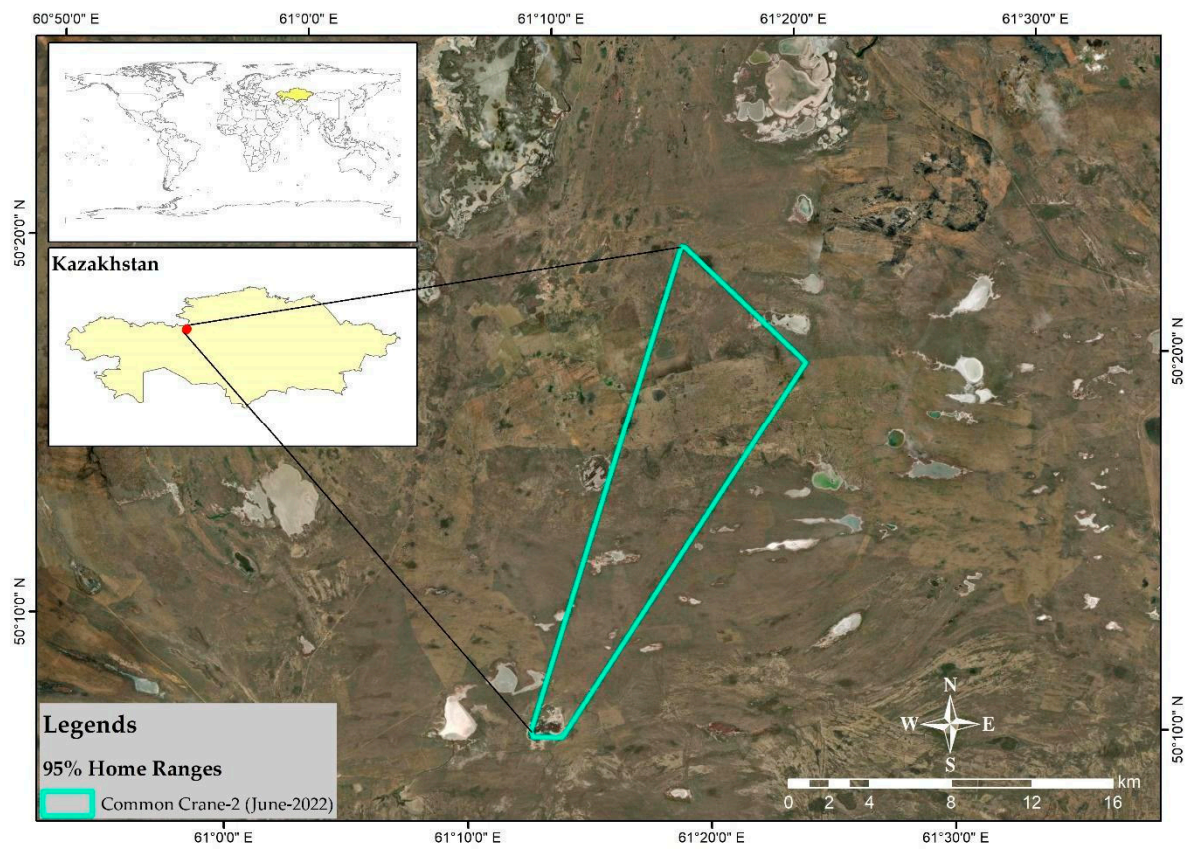 60°50'0" E 61°0'0" E 61°10'0" E 61°20'0" E 61°30'0" E
50°20'0" N
Kazakhstan
50°20'0" N
50°10'0" N
50°10'0" N
Legends
95% Home Ranges
Common Crane-2 (June-2022)
N
W E
S
km
0 2 4 8 12 16
61°0'0" E 61°10'0" E 61°20'0" E 61°30'0" E